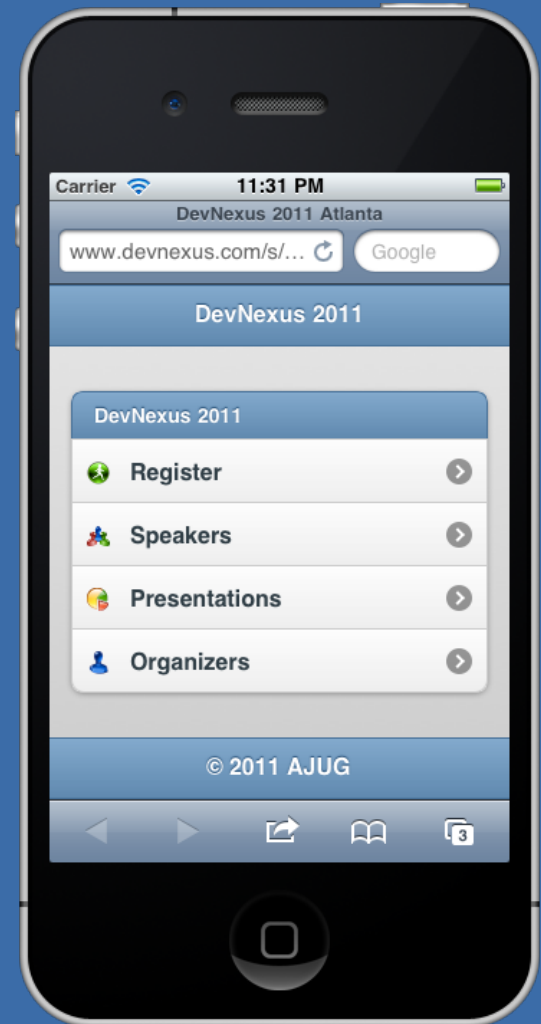 Carrier 11:31 PM
DevNexus 2011 Atlanta
www.devnexus.com/s/... Google
DevNexus 2011
DevNexus 2011
Register
Speakers
Presentations
Organizers
© 2011 AJUG
3